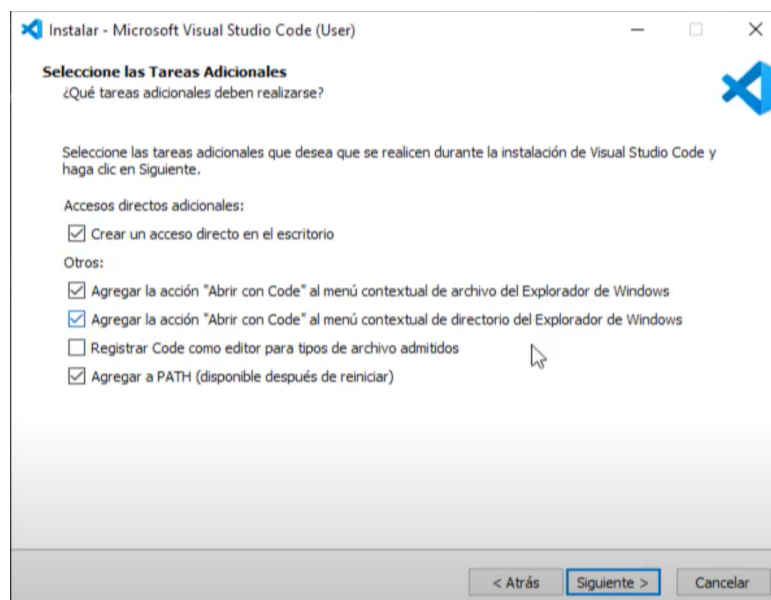 Instalar - Microsoft Visual Studio Code (User)
Seleccione las Tareas Adicionales
¿Qué tareas adicionales deben realizarse?
Seleccione las tareas adicionales que desea que se realicen durante la instalación de Visual Studio Code y
haga clic en Siguiente.
Accesos directos adicionales:
Crear un acceso directo en el escritorio
Otros:
Agregar la acción "Abrir con Code" al menú contextual de archivo del Explorador de Windows
Agregar la acción "Abrir con Code" al menú contextual de directorio del Explorador de Windows
Registrar Code como editor para tipos de archivo admitidos
Agregar a PATH (disponible después de reiniciar)
< Atrás Siguiente > Cancelar